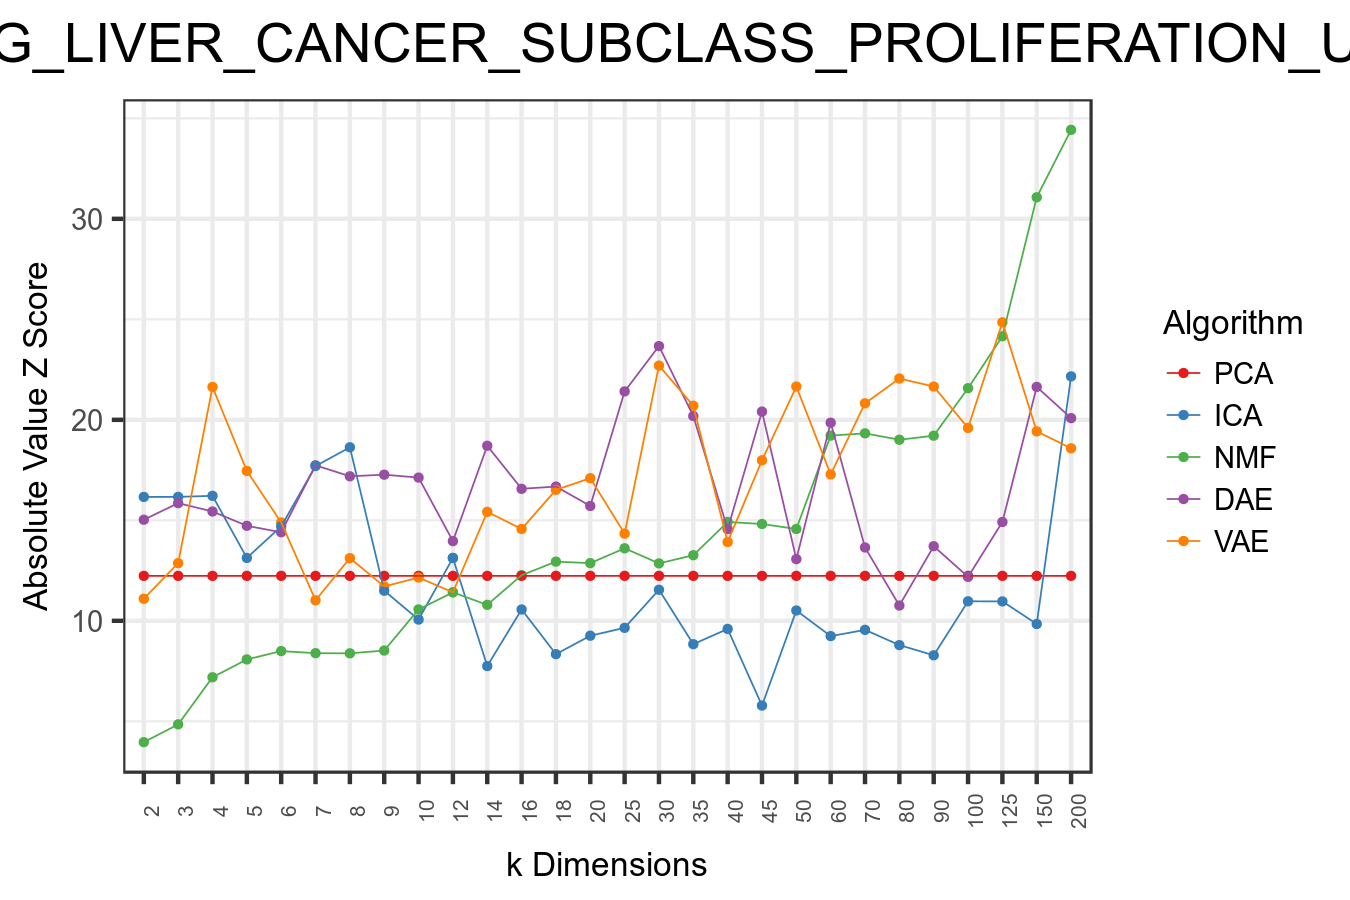 G_LIVER_CANCER_SUBCLASS_PROLIFERATION_U
30
20
10
Absolute Value Z Score
2 3 4 5 6 7 8 9 10 12 14 16 18 20 25 30 35 40 45 50 60 70 80 90 100 125 150 200
k Dimensions
Algorithm
PCA
ICA
NMF
DAE
VAE